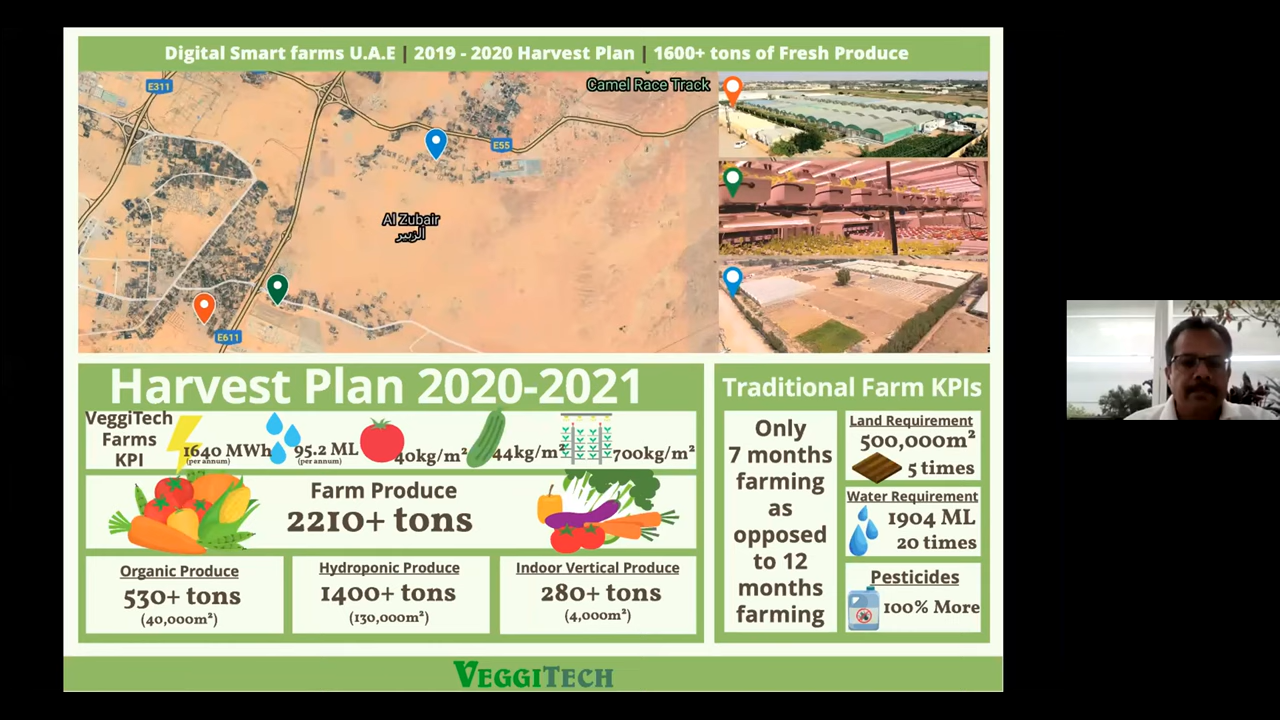 Digital Smart farms U.A.E | 2019 - 2020 Harvest Plan | 1600+ tons of Fresh Produce
E311
Camel Race Track
E55
Al Zubair
الزبير
E611
Harvest Plan 2020-2021
VeggiTech
Farms
KPI
1640 MWh
(per annum)
95.2 ML
(per annum)
40kg/m²
44kg/m²
700kg/m²
Farm Produce
2210+ tons
Organic Produce
530+ tons
(40,000m²)
Hydroponic Produce
1400+ tons
(130,000m²)
Indoor Vertical Produce
280+ tons
(4,000m²)
Traditional Farm KPIs
Only
7 months
farming
as
opposed
to 12
months
farming
Land Requirement
500,000m²
5 times
Water Requirement
1904 ML
20 times
Pesticides
100% More
VEGGITECH